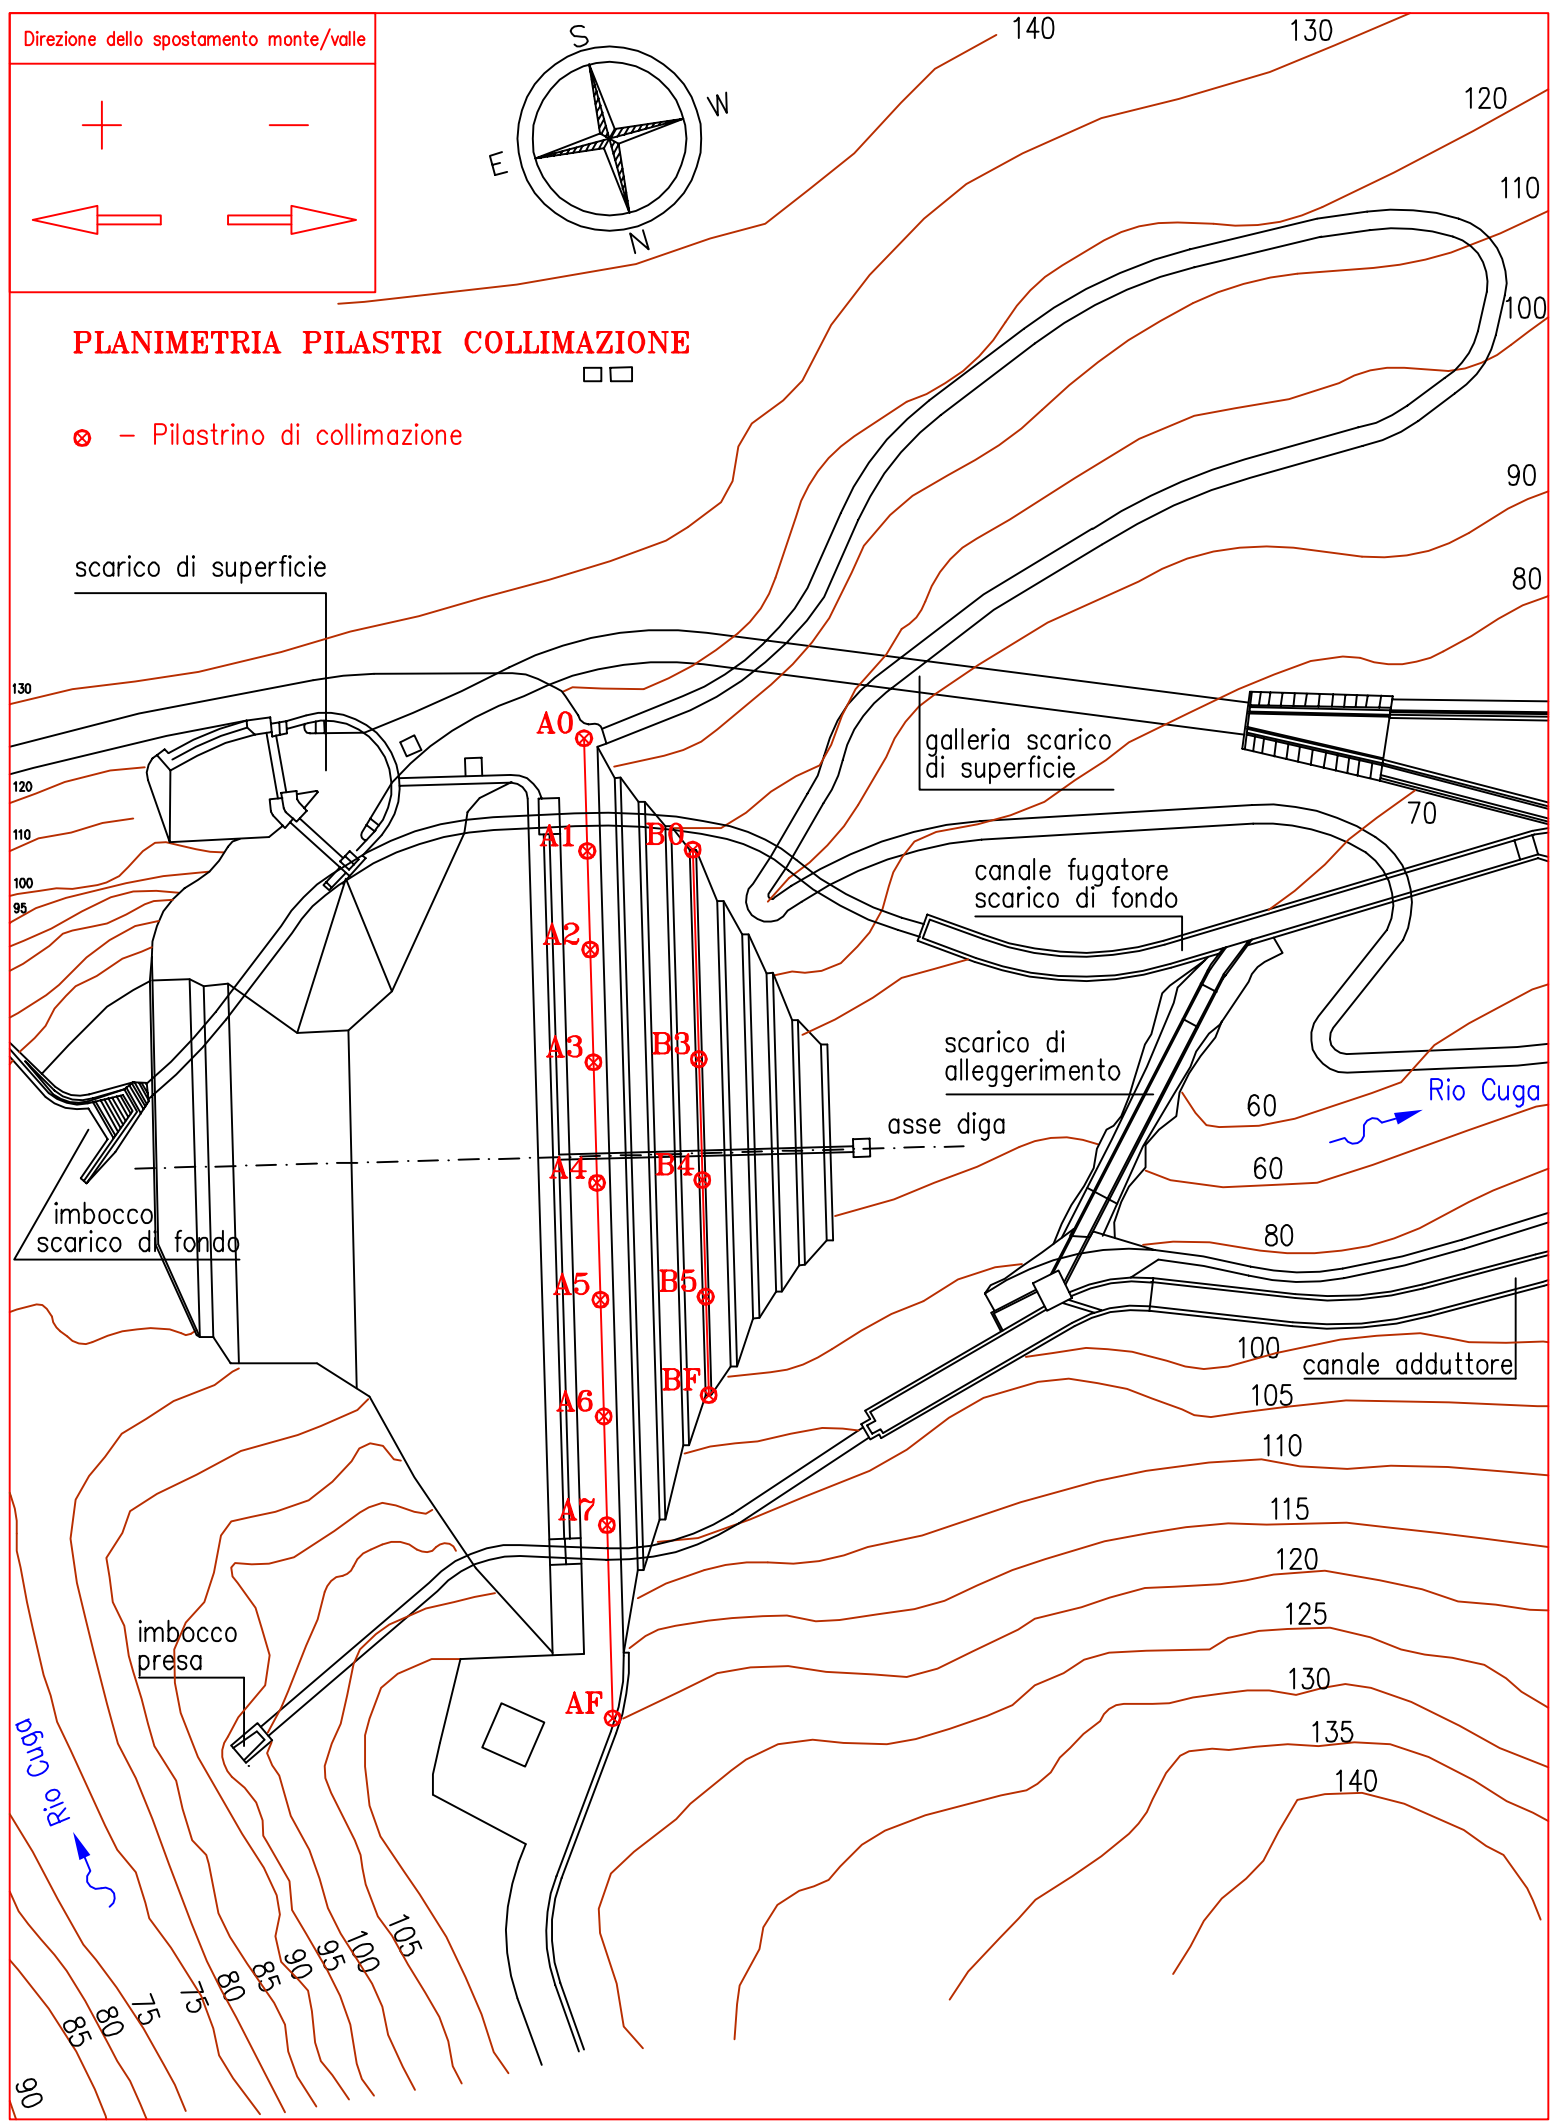 Direzione dello spostamento monte/valle
S
W
E
N
140
130
120
110
100
90
80
PLANIMETRIA PILASTRI COLLIMAZIONE
– Pilastrino di collimazione
scarico di superficie
130
120
110
100
95
A0
A1
B0
A2
A3
B3
A4
B4
A5
B5
A6
BF
A7
AF
galleria scarico
di superficie
70
canale fugatore
scarico di fondo
scarico di
alleggerimento
Rio Cuga
60
asse diga
60
80
imbocco
scarico di fondo
100
canale adduttore
105
110
115
120
125
130
135
140
imbocco
presa
Rio Cuga
105
100
95
90
85
80
75
75
80
85
90